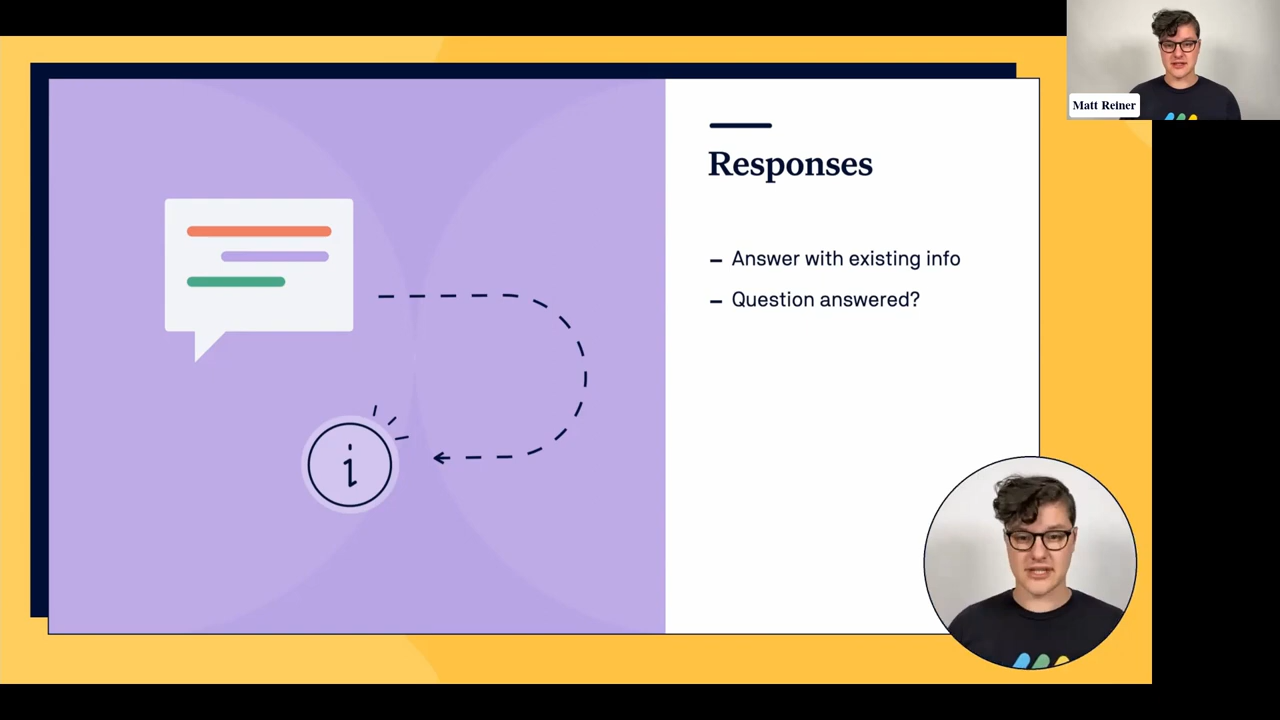 Matt Reiner
Responses
– Answer with existing info
– Question answered?